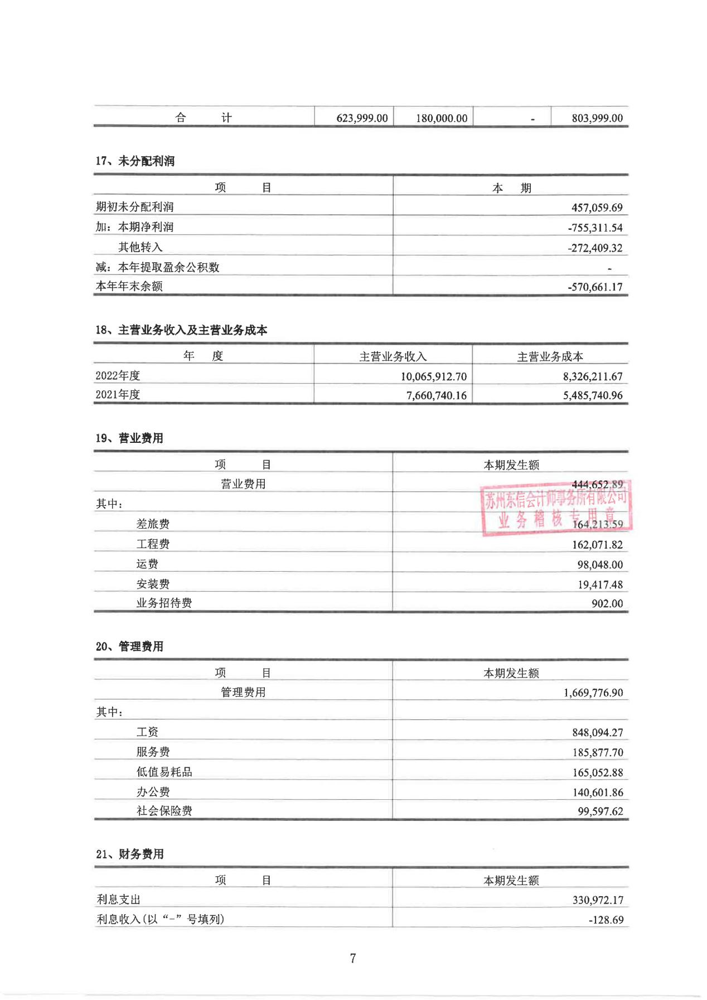 合 计 623,999.00 180,000.00 - 803,999.00
17、未分配利润
项 目 本 期
期初未分配利润 457,059.69
加：本期净利润 -755,311.54
其他转入 -272,409.32
减：本年提取盈余公积数 -
本年年末余额 -570,661.17
18、主营业务收入及主营业务成本
年 度 主营业务收入 主营业务成本
2022年度 10,065,912.70 8,326,211.67
2021年度 7,660,740.16 5,485,740.96
19、营业费用
项 目 本期发生额
营业费用 444,652.89
其中：
苏州东信会计师事务所有限公司
业务稽核专用章
差旅费 164,213.59
工程费 162,071.82
运费 98,048.00
安装费 19,417.48
业务招待费 902.00
20、管理费用
项 目 本期发生额
管理费用 1,669,776.90
其中：
工资 848,094.27
服务费 185,877.70
低值易耗品 165,052.88
办公费 140,601.86
社会保险费 99,597.62
21、财务费用
项 目 本期发生额
利息支出 330,972.17
利息收入(以“-”号填列) -128.69
7